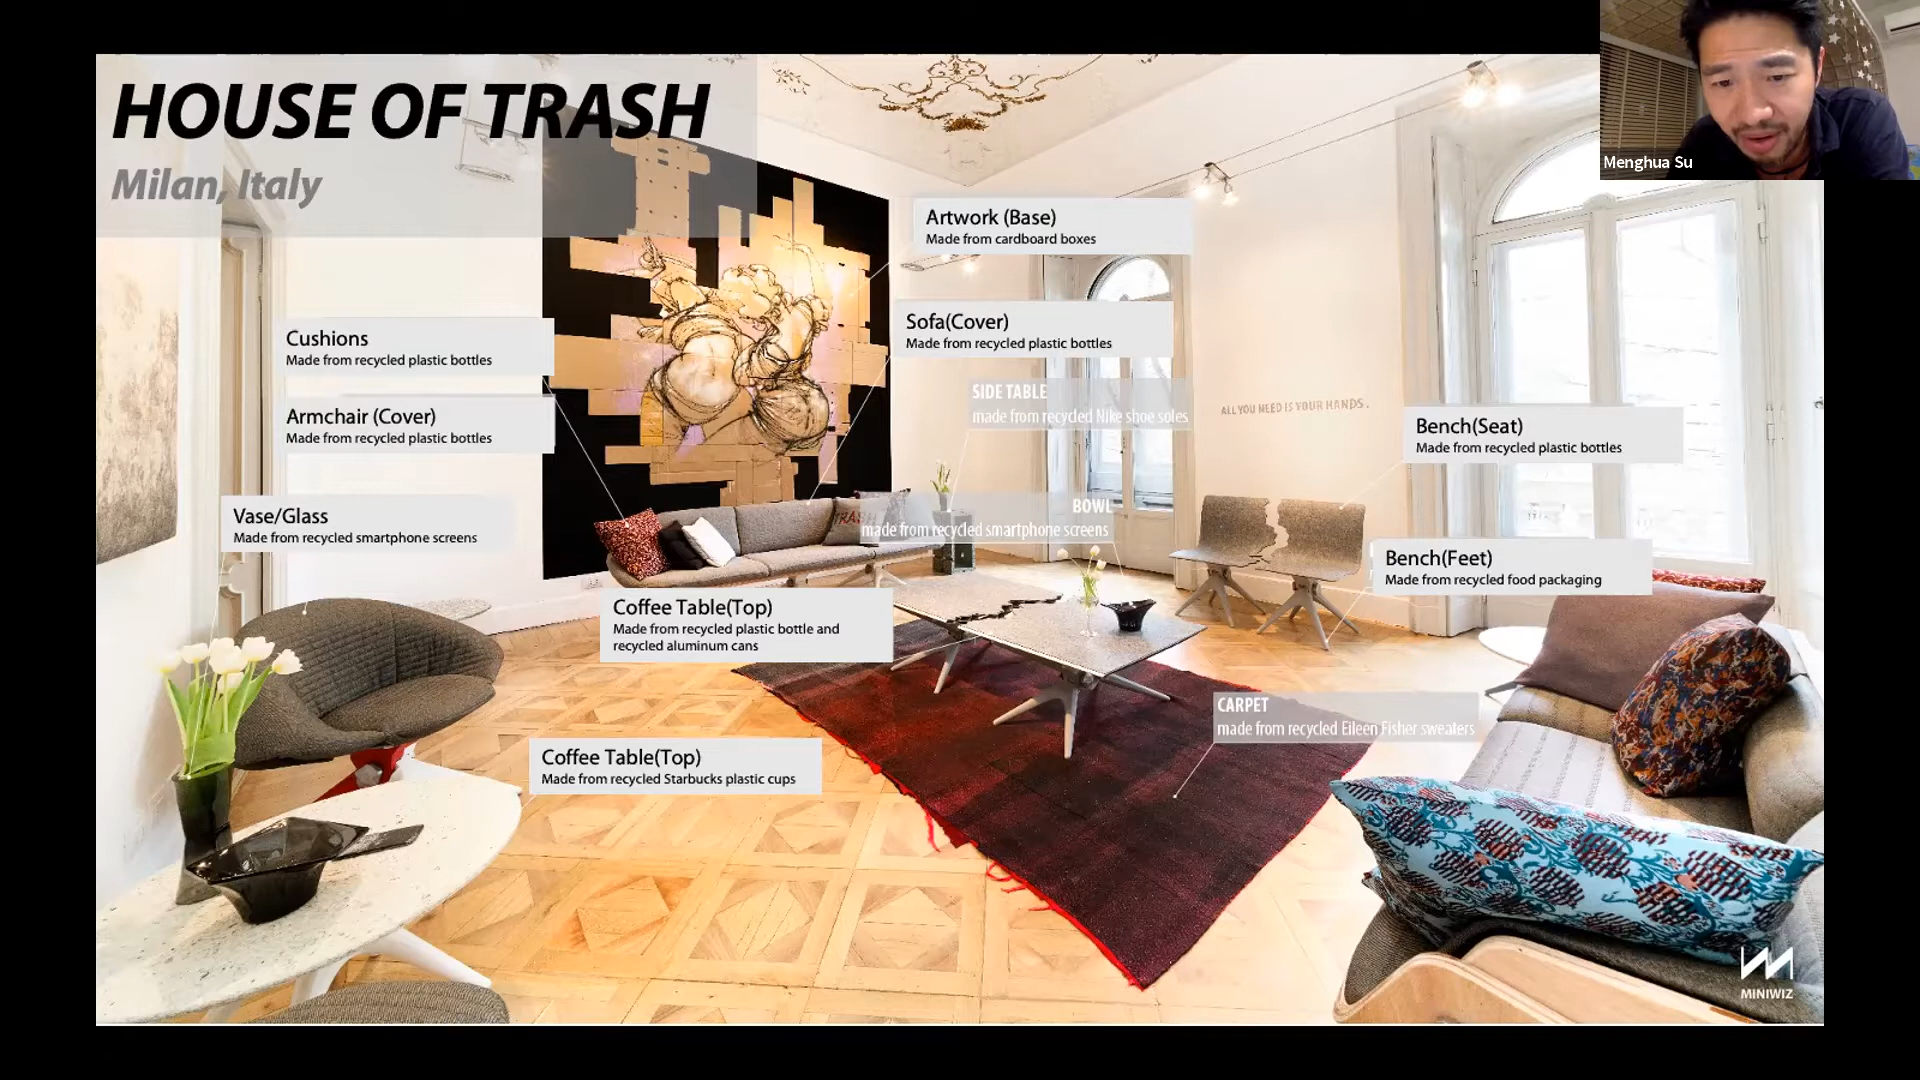 HOUSE OF TRASH
Milan, Italy
Menghua Su
Artwork (Base)
Made from cardboard boxes
Cushions
Made from recycled plastic bottles
Sofa(Cover)
Made from recycled plastic bottles
SIDE TABLE
made from recycled Nike shoe soles
ALL YOU NEED IS YOUR HANDS.
Armchair (Cover)
Made from recycled plastic bottles
Bench(Seat)
Made from recycled plastic bottles
Vase/Glass
Made from recycled smartphone screens
BOWL
made from recycled smartphone screens
TRASH
Bench(Feet)
Made from recycled food packaging
Coffee Table(Top)
Made from recycled plastic bottle and
recycled aluminum cans
CARPET
made from recycled Eileen Fisher sweaters
Coffee Table(Top)
Made from recycled Starbucks plastic cups
MINIWIZ